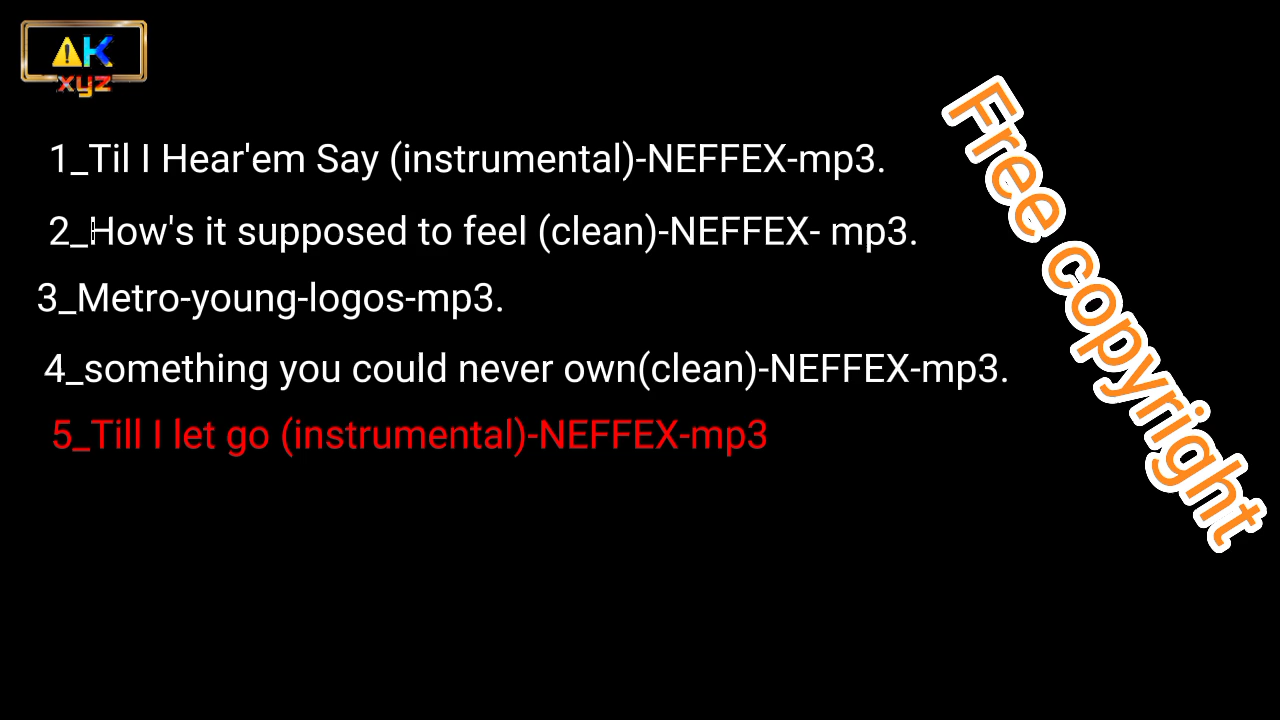 ⚠K
xyz
1_Til I Hear'em Say (instrumental)-NEFFEX-mp3.
2_How's it supposed to feel (clean)-NEFFEX- mp3.
3_Metro-young-logos-mp3.
4_something you could never own(clean)-NEFFEX-mp3.
5_Till I let go (instrumental)-NEFFEX-mp3
Free copyright